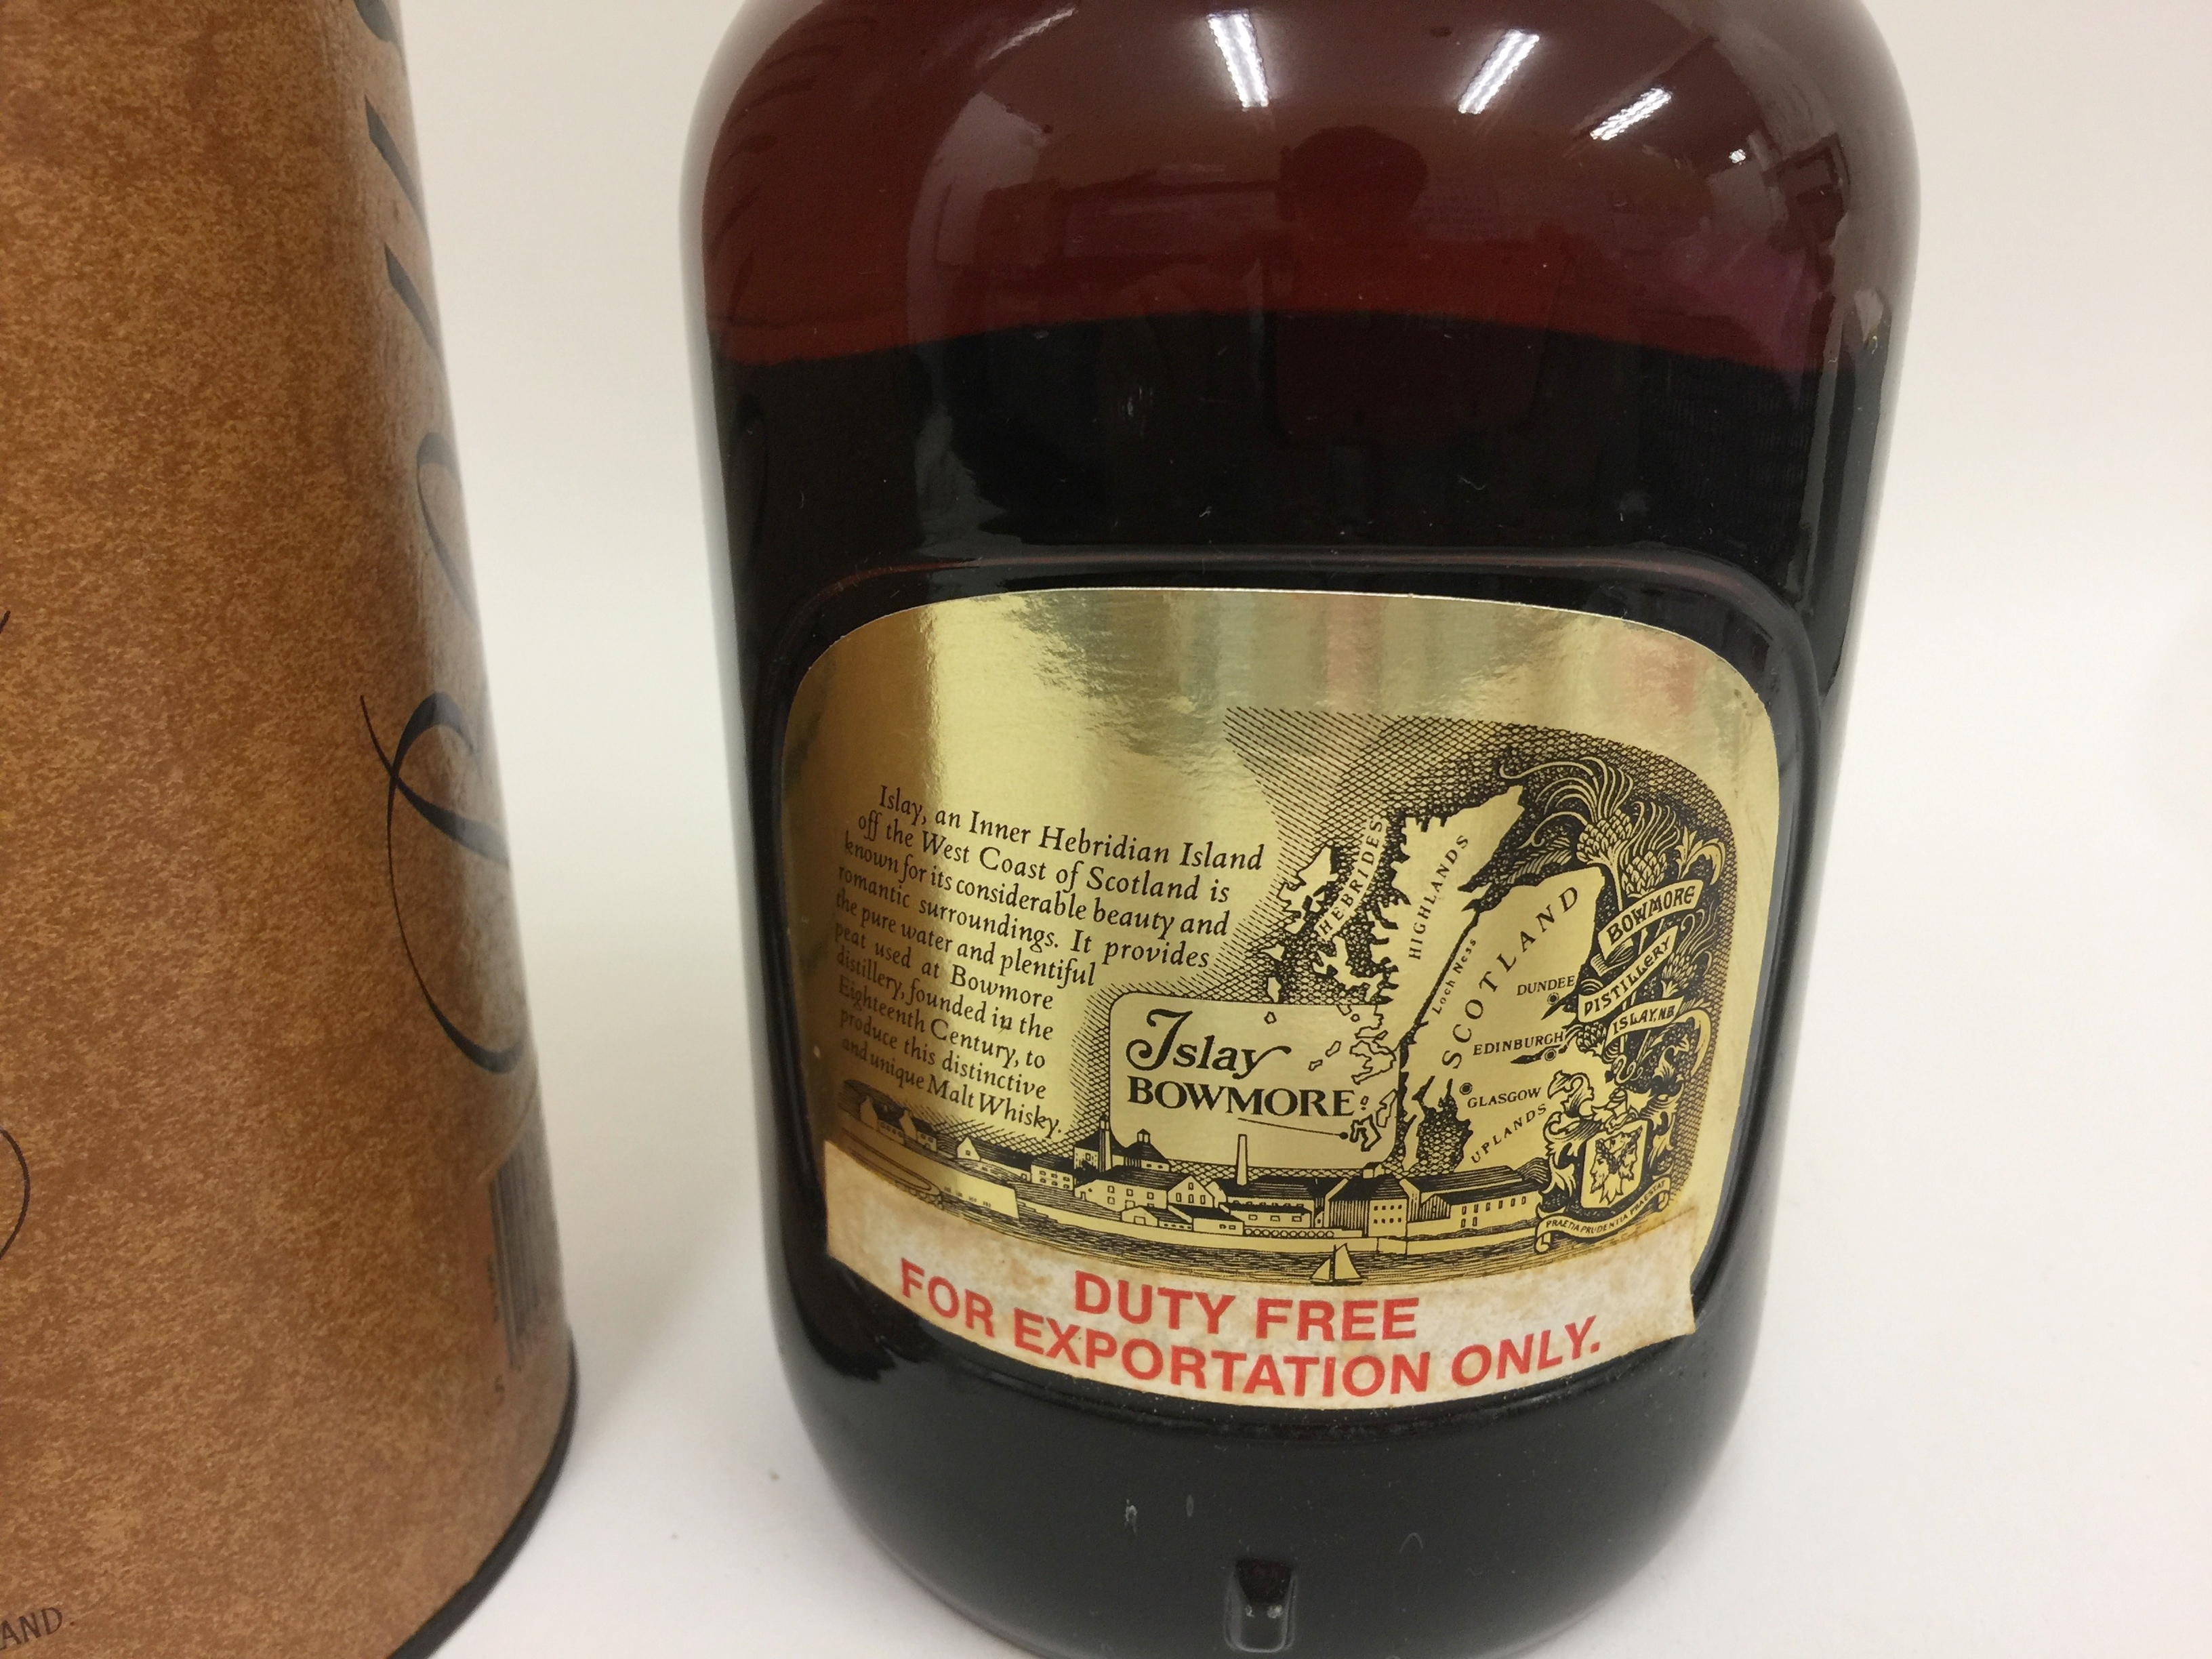 Islay, an Inner Hebridian Island
off the West Coast of Scotland is
known for its considerable beauty and
romantic surroundings. It provides
the pure water and plentiful
peat used at Bowmore
distillery, founded in the
Eighteenth Century, to
produce this distinctive
and unique Malt Whisky.
HEBRIDES
HIGHLANDS
Loch Ness
SCOTLAND
DUNDEE
EDINBURGH
GLASGOW
UPLANDS
Islay
BOWMORE
BOWMORE
DISTILLERY
ISLAY. N.B.
DUTY FREE
FOR EXPORTATION ONLY.
AND.